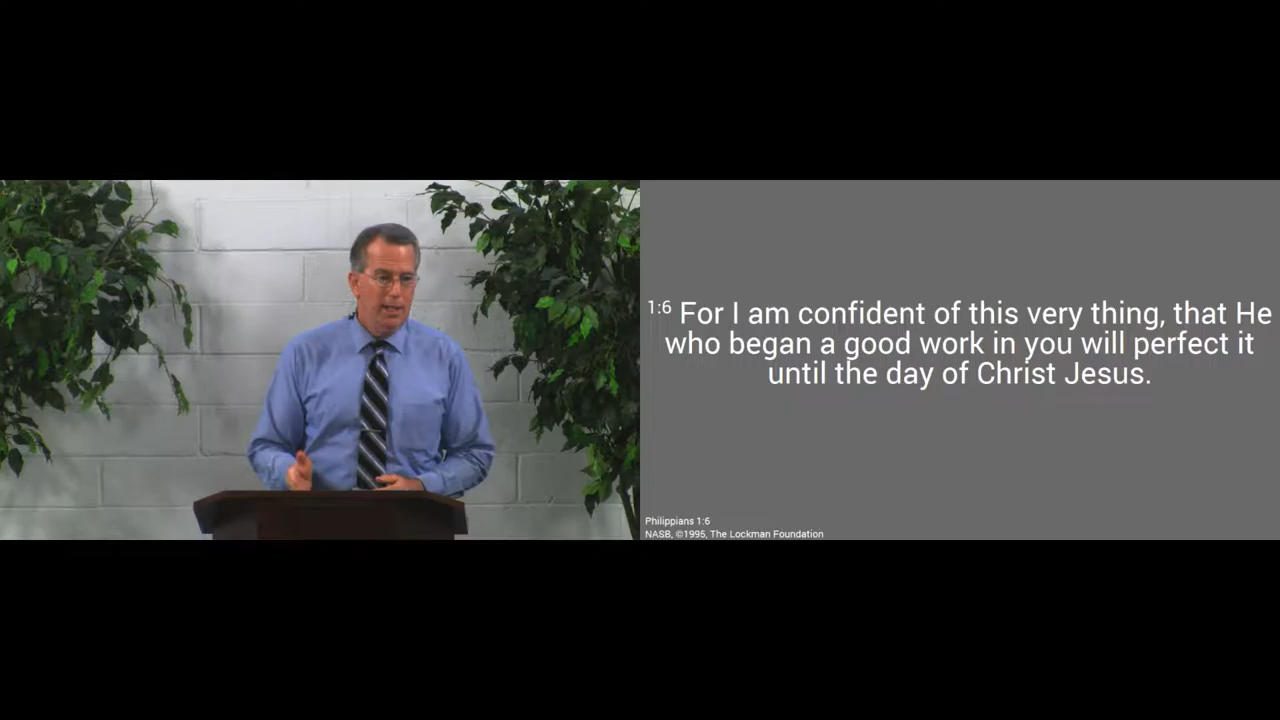 1:6 For I am confident of this very thing, that He
who began a good work in you will perfect it
until the day of Christ Jesus.
Philippians 1:6
NASB, ©1995, The Lockman Foundation